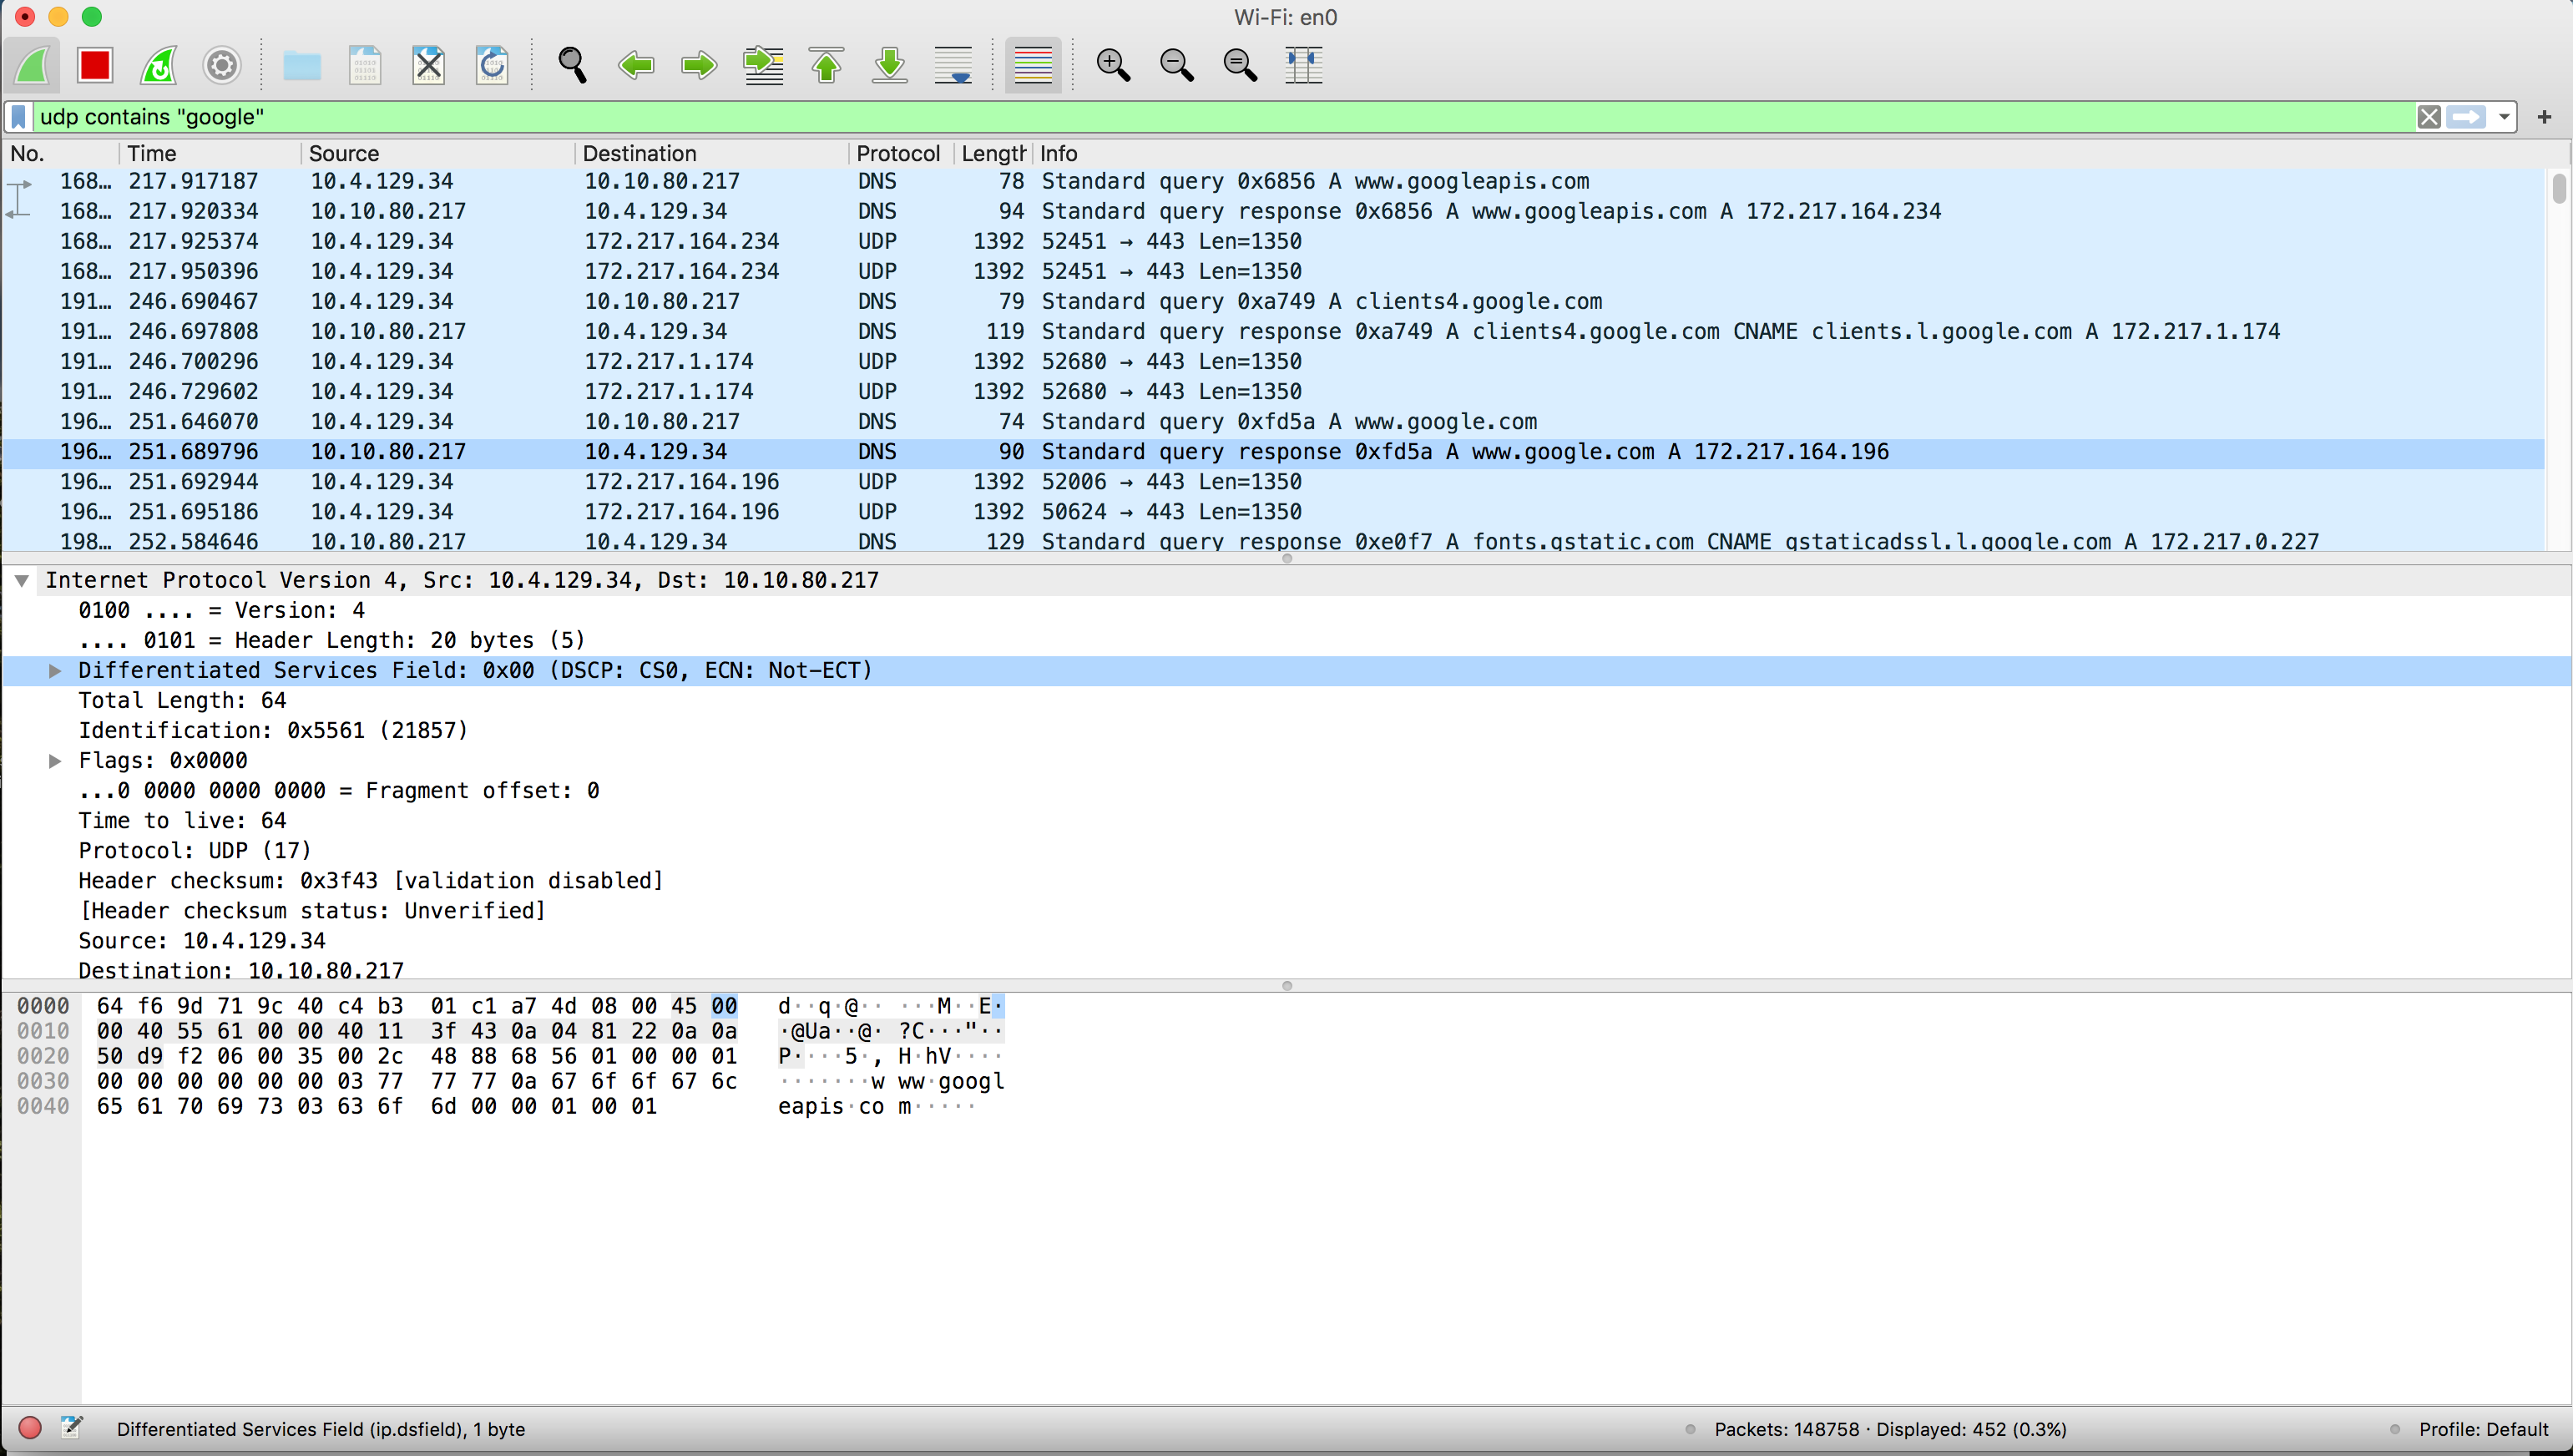 Wi-Fi: en0
udp contains "google"
No. Time Source Destination Protocol Length Info
168… 217.917187 10.4.129.34 10.10.80.217 DNS 78 Standard query 0x6856 A www.googleapis.com
168… 217.920334 10.10.80.217 10.4.129.34 DNS 94 Standard query response 0x6856 A www.googleapis.com A 172.217.164.234
168… 217.925374 10.4.129.34 172.217.164.234 UDP 1392 52451 → 443 Len=1350
168… 217.950396 10.4.129.34 172.217.164.234 UDP 1392 52451 → 443 Len=1350
191… 246.690467 10.4.129.34 10.10.80.217 DNS 79 Standard query 0xa749 A clients4.google.com
191… 246.697808 10.10.80.217 10.4.129.34 DNS 119 Standard query response 0xa749 A clients4.google.com CNAME clients.l.google.com A 172.217.1.174
191… 246.700296 10.4.129.34 172.217.1.174 UDP 1392 52680 → 443 Len=1350
191… 246.729602 10.4.129.34 172.217.1.174 UDP 1392 52680 → 443 Len=1350
196… 251.646070 10.4.129.34 10.10.80.217 DNS 74 Standard query 0xfd5a A www.google.com
196… 251.689796 10.10.80.217 10.4.129.34 DNS 90 Standard query response 0xfd5a A www.google.com A 172.217.164.196
196… 251.692944 10.4.129.34 172.217.164.196 UDP 1392 52006 → 443 Len=1350
196… 251.695186 10.4.129.34 172.217.164.196 UDP 1392 50624 → 443 Len=1350
198… 252.584646 10.10.80.217 10.4.129.34 DNS 129 Standard query response 0xe0f7 A fonts.gstatic.com CNAME gstaticadssl.l.google.com A 172.217.0.227
Internet Protocol Version 4, Src: 10.4.129.34, Dst: 10.10.80.217
0100 .... = Version: 4
.... 0101 = Header Length: 20 bytes (5)
Differentiated Services Field: 0x00 (DSCP: CS0, ECN: Not-ECT)
Total Length: 64
Identification: 0x5561 (21857)
Flags: 0x0000
...0 0000 0000 0000 = Fragment offset: 0
Time to live: 64
Protocol: UDP (17)
Header checksum: 0x3f43 [validation disabled]
[Header checksum status: Unverified]
Source: 10.4.129.34
Destination: 10.10.80.217
0000 64 f6 9d 71 9c 40 c4 b3 01 c1 a7 4d 08 00 45 00 d··q·@·· ···M··E·
0010 00 40 55 61 00 00 40 11 3f 43 0a 04 81 22 0a 0a ·@Ua··@· ?C···"··
0020 50 d9 f2 06 00 35 00 2c 48 88 68 56 01 00 00 01 P····5·, H·hV····
0030 00 00 00 00 00 00 03 77 77 77 0a 67 6f 6f 67 6c ·······w ww·googl
0040 65 61 70 69 73 03 63 6f 6d 00 00 01 00 01 eapis·co m·····
Differentiated Services Field (ip.dsfield), 1 byte Packets: 148758 · Displayed: 452 (0.3%) Profile: Default